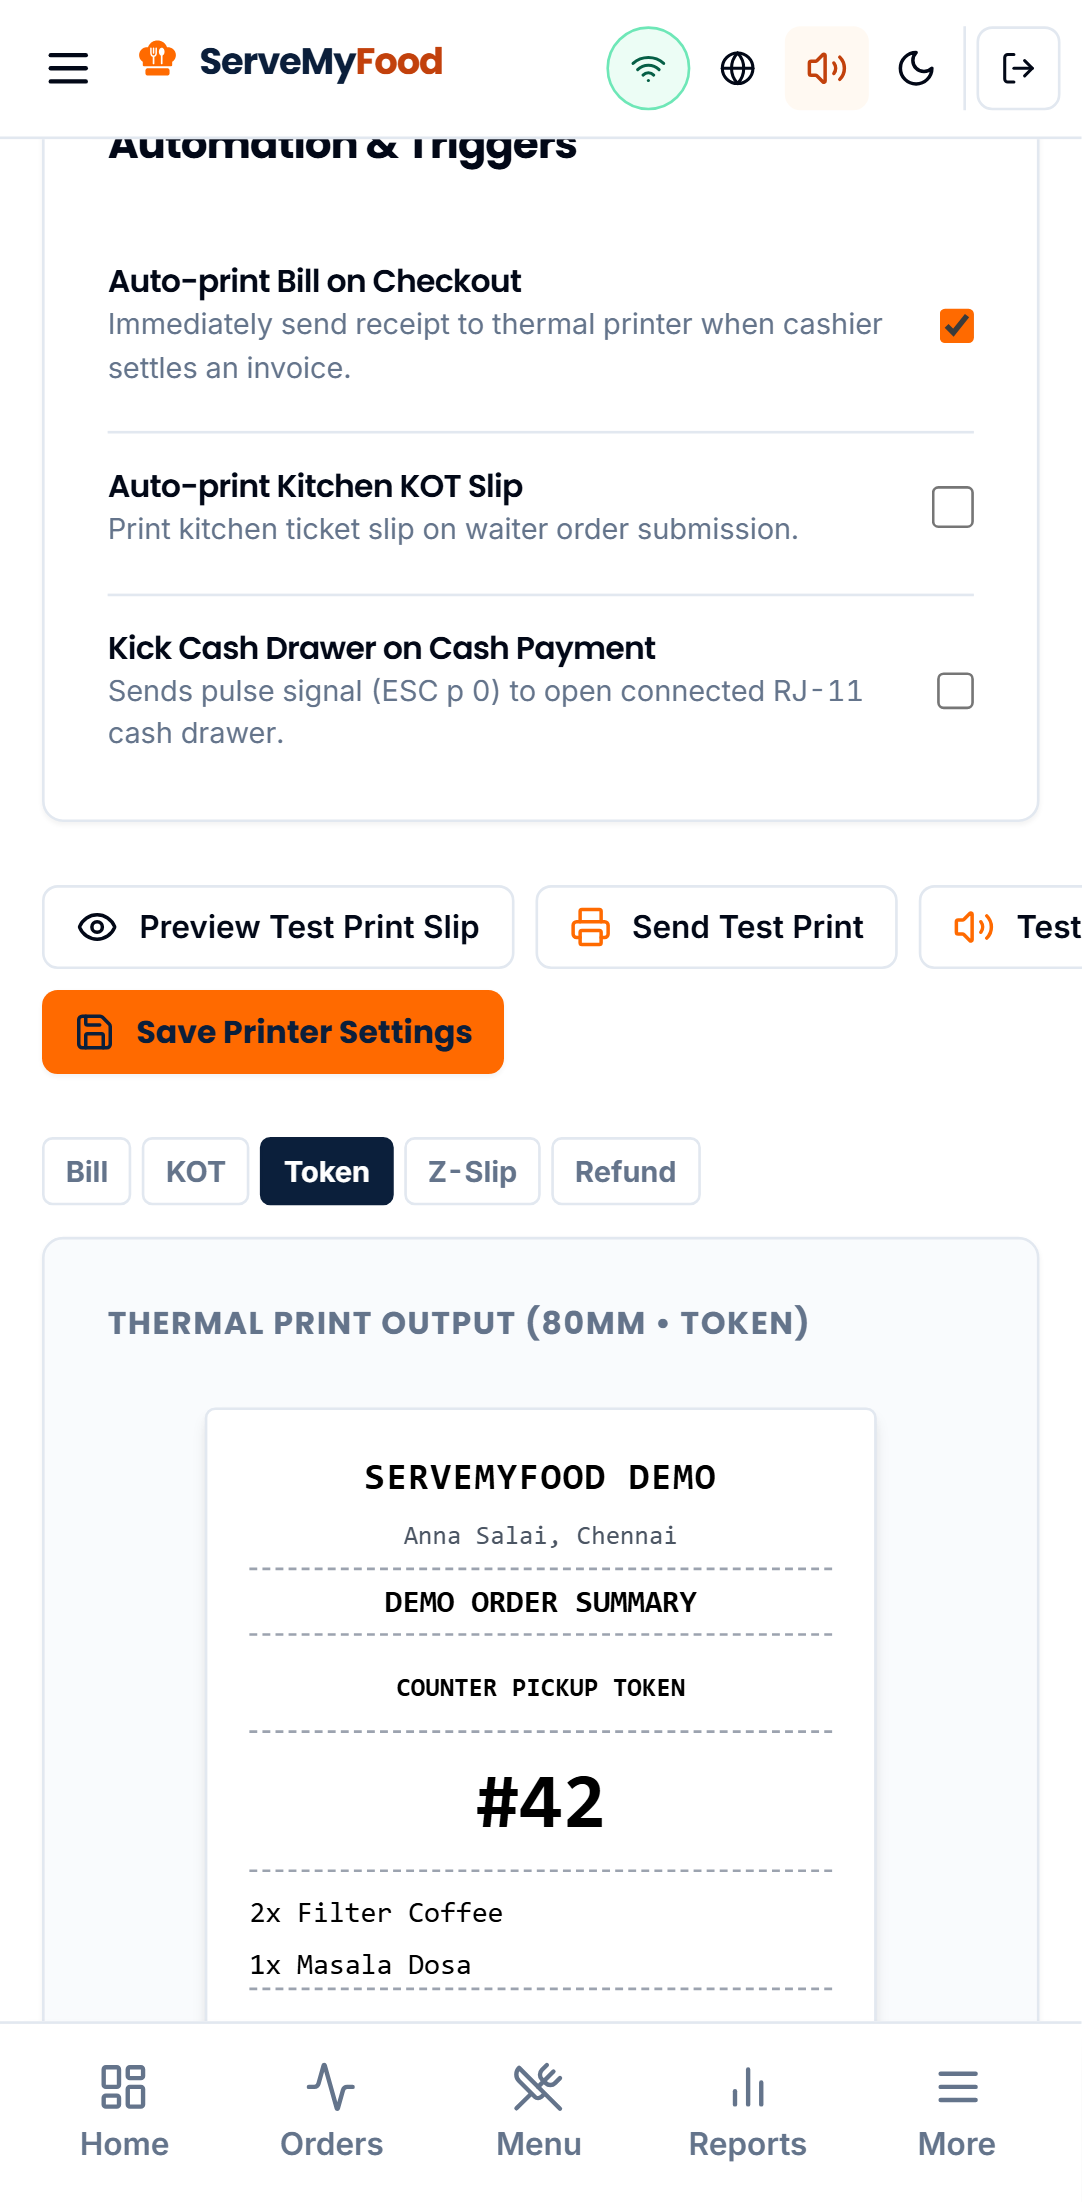 ServeMyFood
Automation & Triggers
Auto-print Bill on Checkout
Immediately send receipt to thermal printer when cashier
settles an invoice.
Auto-print Kitchen KOT Slip
Print kitchen ticket slip on waiter order submission.
Kick Cash Drawer on Cash Payment
Sends pulse signal (ESC p 0) to open connected RJ-11
cash drawer.
Preview Test Print Slip
Send Test Print
Test
Save Printer Settings
Bill
KOT
Token
Z-Slip
Refund
THERMAL PRINT OUTPUT (80MM • TOKEN)
SERVEMYFOOD DEMO
Anna Salai, Chennai
DEMO ORDER SUMMARY
COUNTER PICKUP TOKEN
#42
2x Filter Coffee
1x Masala Dosa
Home
Orders
Menu
Reports
More